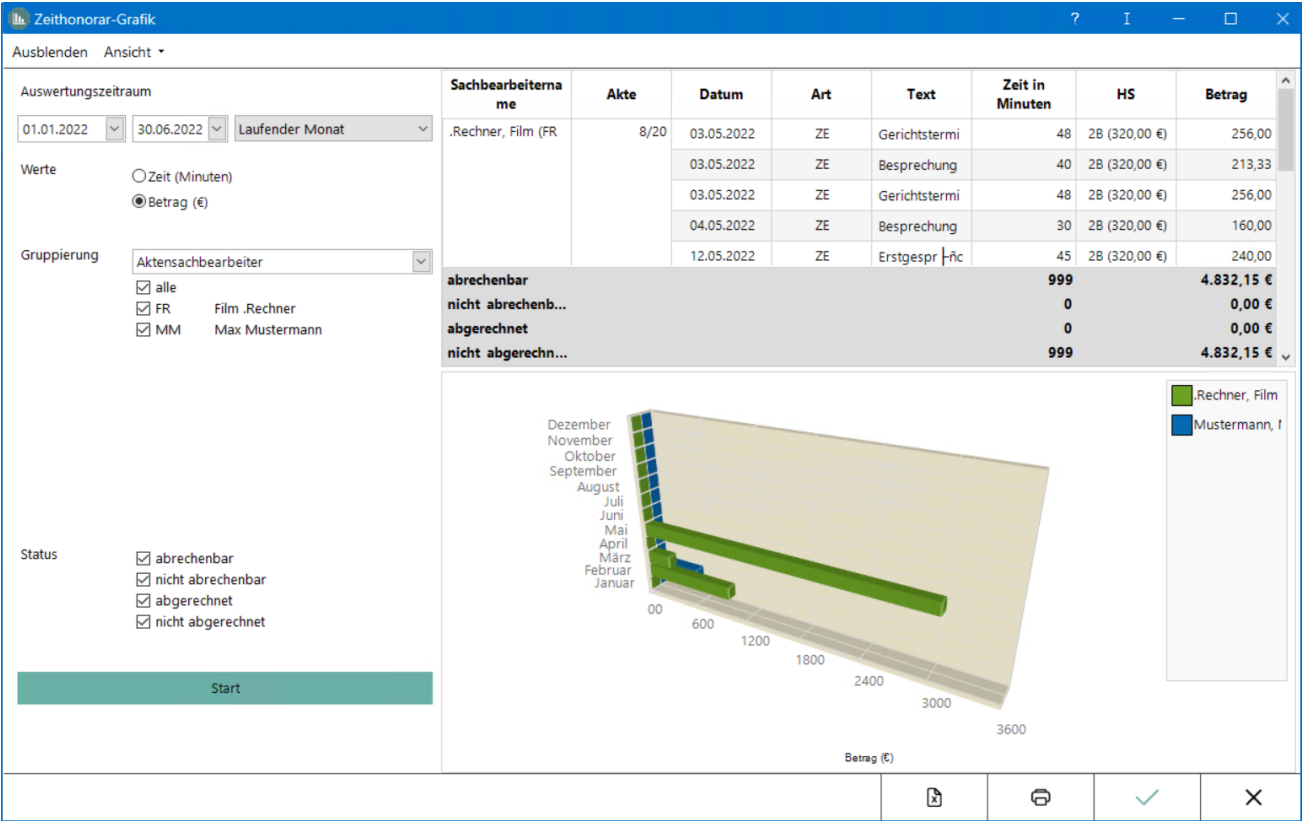 Zeithonorar-Grafik
Ausblenden Ansicht
Auswertungszeitraum
01.01.2022 30.06.2022 Laufender Monat
Werte
Zeit (Minuten)
Betrag (€)
Gruppierung
Aktensachbearbeiter
alle
FR Film .Rechner
MM Max Mustermann
Status
abrechenbar
nicht abrechenbar
abgerechnet
nicht abgerechnet
Start
Sachbearbeiterna
me Akte Datum Art Text Zeit in
Minuten HS Betrag
.Rechner, Film (FR 8/20 03.05.2022 ZE Gerichtstermi 48 2B (320,00 €) 256,00
03.05.2022 ZE Besprechung 40 2B (320,00 €) 213,33
03.05.2022 ZE Gerichtstermi 48 2B (320,00 €) 256,00
04.05.2022 ZE Besprechung 30 2B (320,00 €) 160,00
12.05.2022 ZE Erstgespr ├ñc 45 2B (320,00 €) 240,00
abrechenbar 999 4.832,15 €
nicht abrechenb... 0 0,00 €
abgerechnet 0 0,00 €
nicht abgerechn... 999 4.832,15 €
Dezember
November
Oktober
September
August
Juli
Juni
Mai
April
März
Februar
Januar
00
600
1200
1800
2400
3000
3600
Betrag (€)
.Rechner, Film
Mustermann,